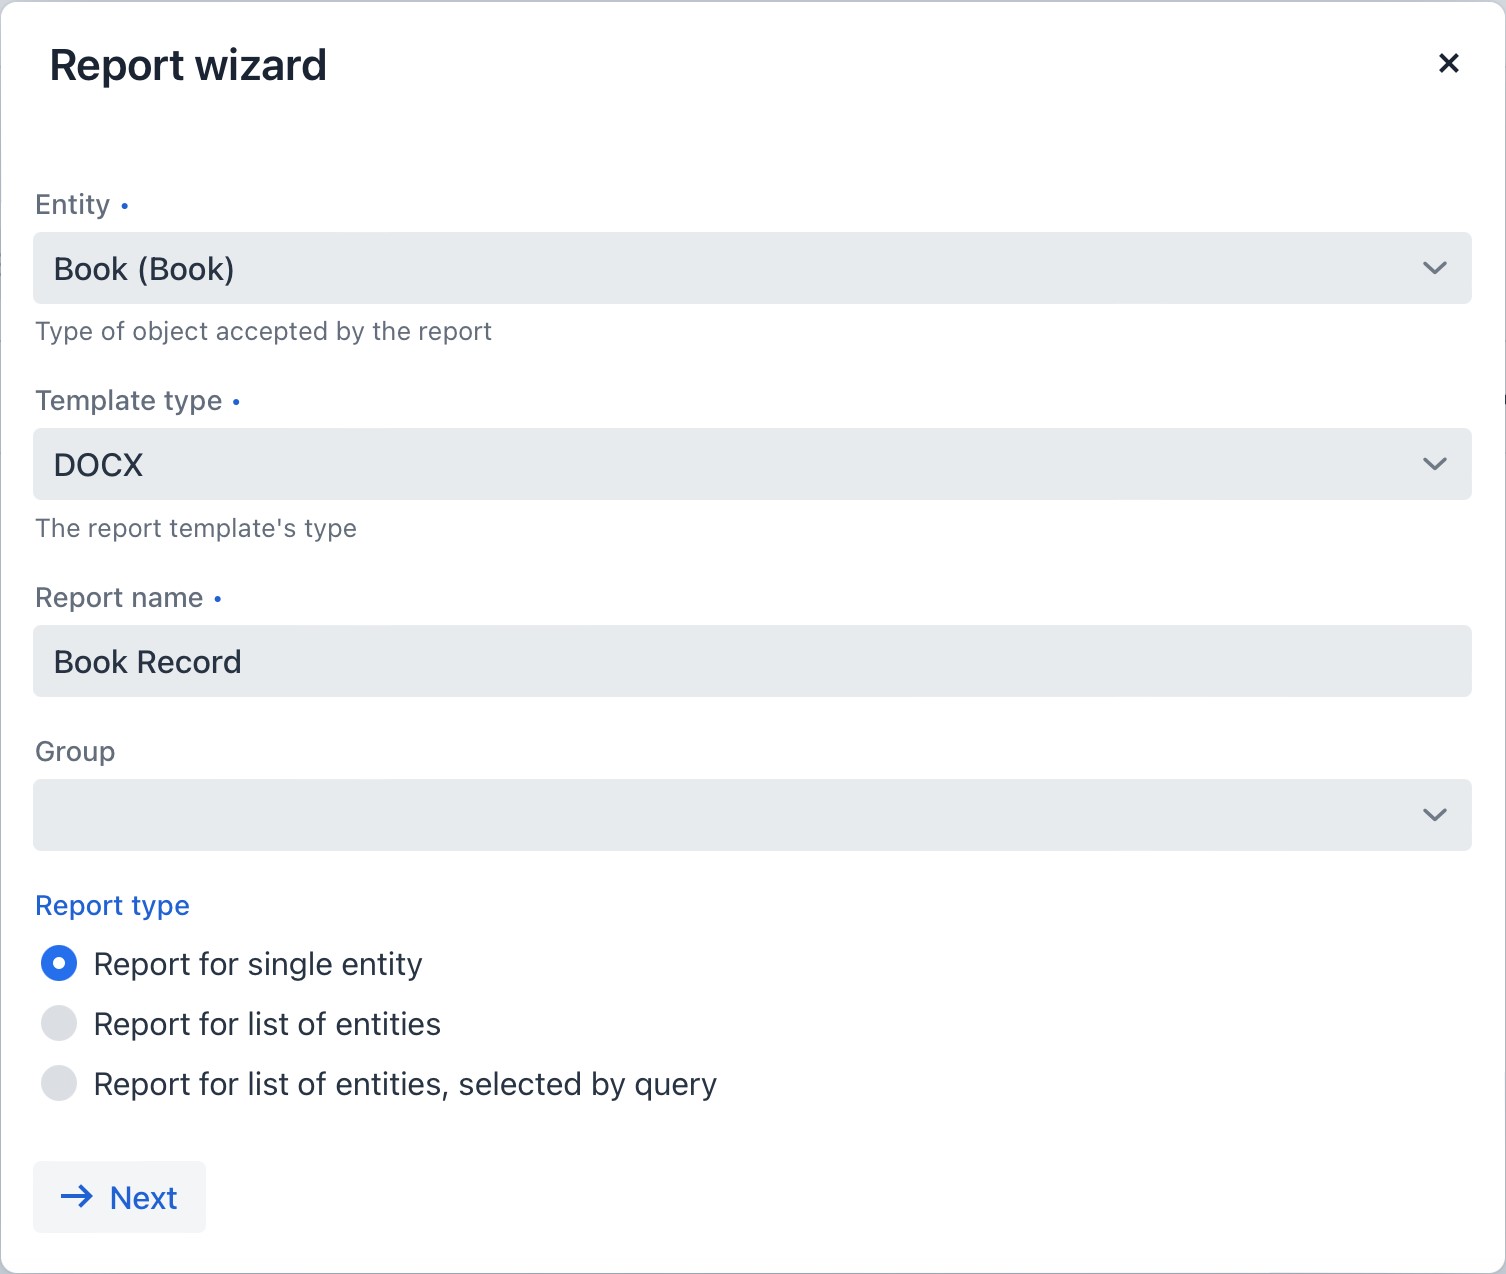 Report wizard
Entity •
Book (Book)
Type of object accepted by the report
Template type •
DOCX
The report template's type
Report name •
Book Record
Group
Report type
Report for single entity
Report for list of entities
Report for list of entities, selected by query
Next